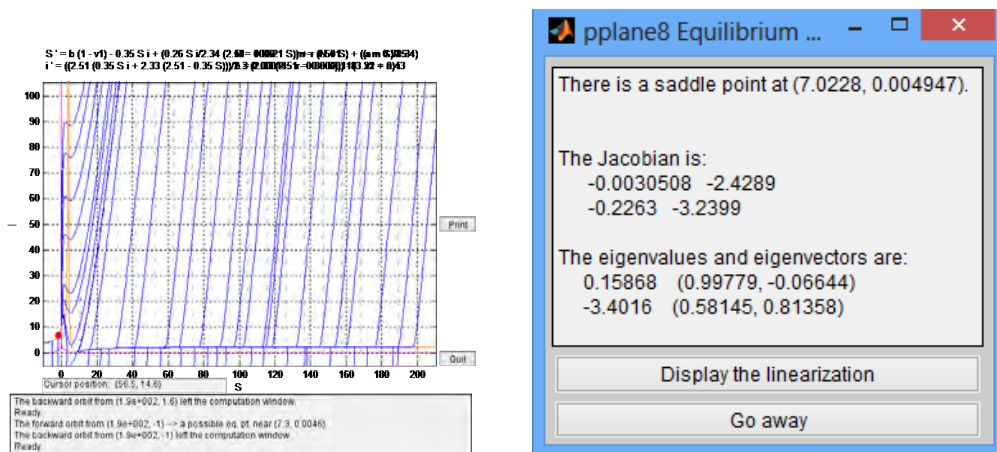 S ' = b (1 - v1) - 0.35 S i + (0.26 S i/2.34 (2.
i ' = ((2.51 (0.35 S i + 2.33 (2.51 - 0.35 S)))
100
90
80
70
60
50
40
30
20
10
0
0 20 40 60 80 100 120 140 160 180 200
S
I
Print
Quit
Cursor position: (56.5, 14.6)
The backward orbit from (1.9e+002, 1.6) left the computation window.
Ready.
The forward orbit from (1.9e+002, -1) --> a possible eq. pt. near (7.3, 0.0046)
The backward orbit from (1.9e+002, -1) left the computation window.
Ready.
pplane8 Equilibrium ...
There is a saddle point at (7.0228, 0.004947).
The Jacobian is:
-0.0030508 -2.4289
-0.2263 -3.2399
The eigenvalues and eigenvectors are:
0.15868 (0.99779, -0.06644)
-3.4016 (0.58145, 0.81358)
Display the linearization
Go away